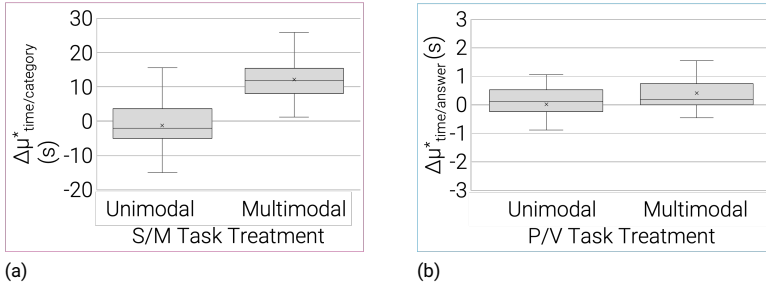 Δμ*time/category (s)
30
20
10
0
-10
-20
Unimodal Multimodal
S/M Task Treatment
(a)
Δμ*time/answer (s)
3
2
1
0
-1
-2
-3
Unimodal Multimodal
P/V Task Treatment
(b)